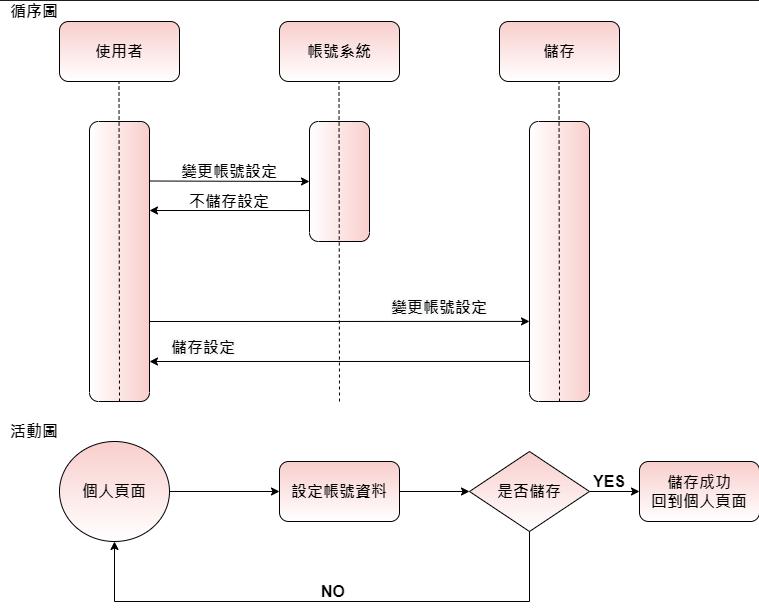 循序圖
使用者
帳號系統
儲存
變更帳號設定
不儲存設定
變更帳號設定
儲存設定
活動圖
個人頁面
設定帳號資料
是否儲存
YES
儲存成功
回到個人頁面
NO